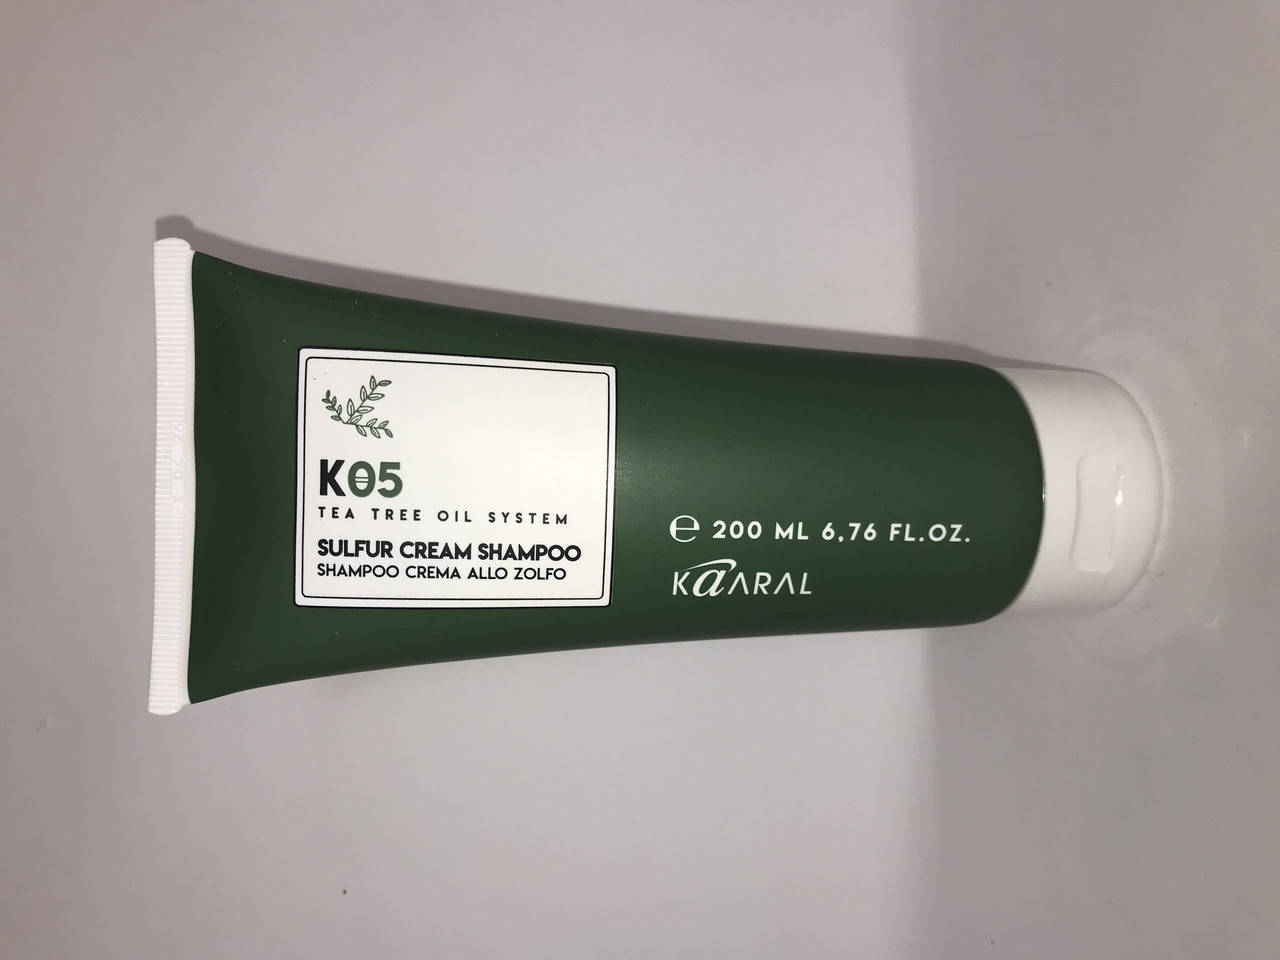 K05
TEA TREE OIL SYSTEM
SULFUR CREAM SHAMPOO
SHAMPOO CREMA ALLO ZOLFO
℮ 200 ML 6,76 FL.OZ.
KAARAL